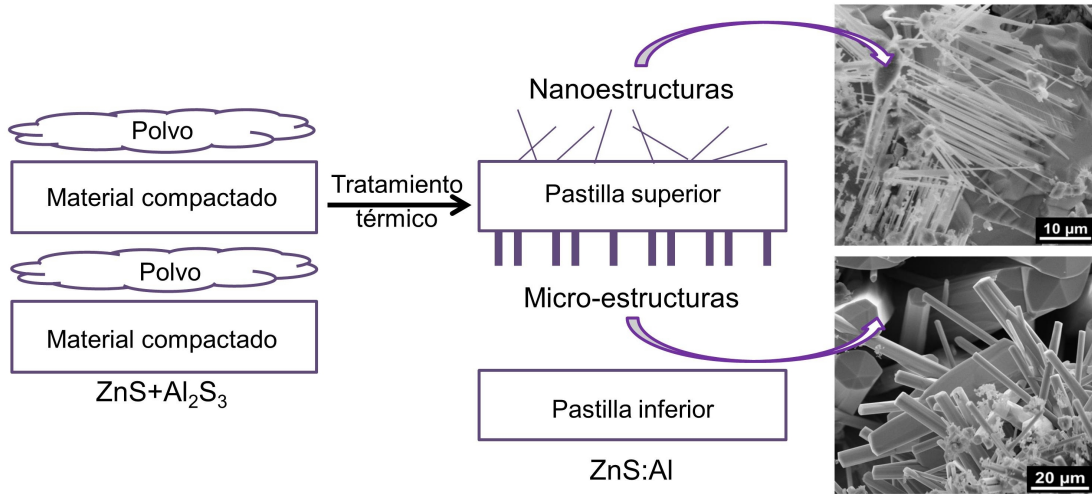 Polvo
Material compactado
Polvo
Material compactado
ZnS+Al₂S₃
Tratamiento
térmico
Nanoestructuras
Pastilla superior
Micro-estructuras
Pastilla inferior
ZnS:Al
10 µm
20 µm